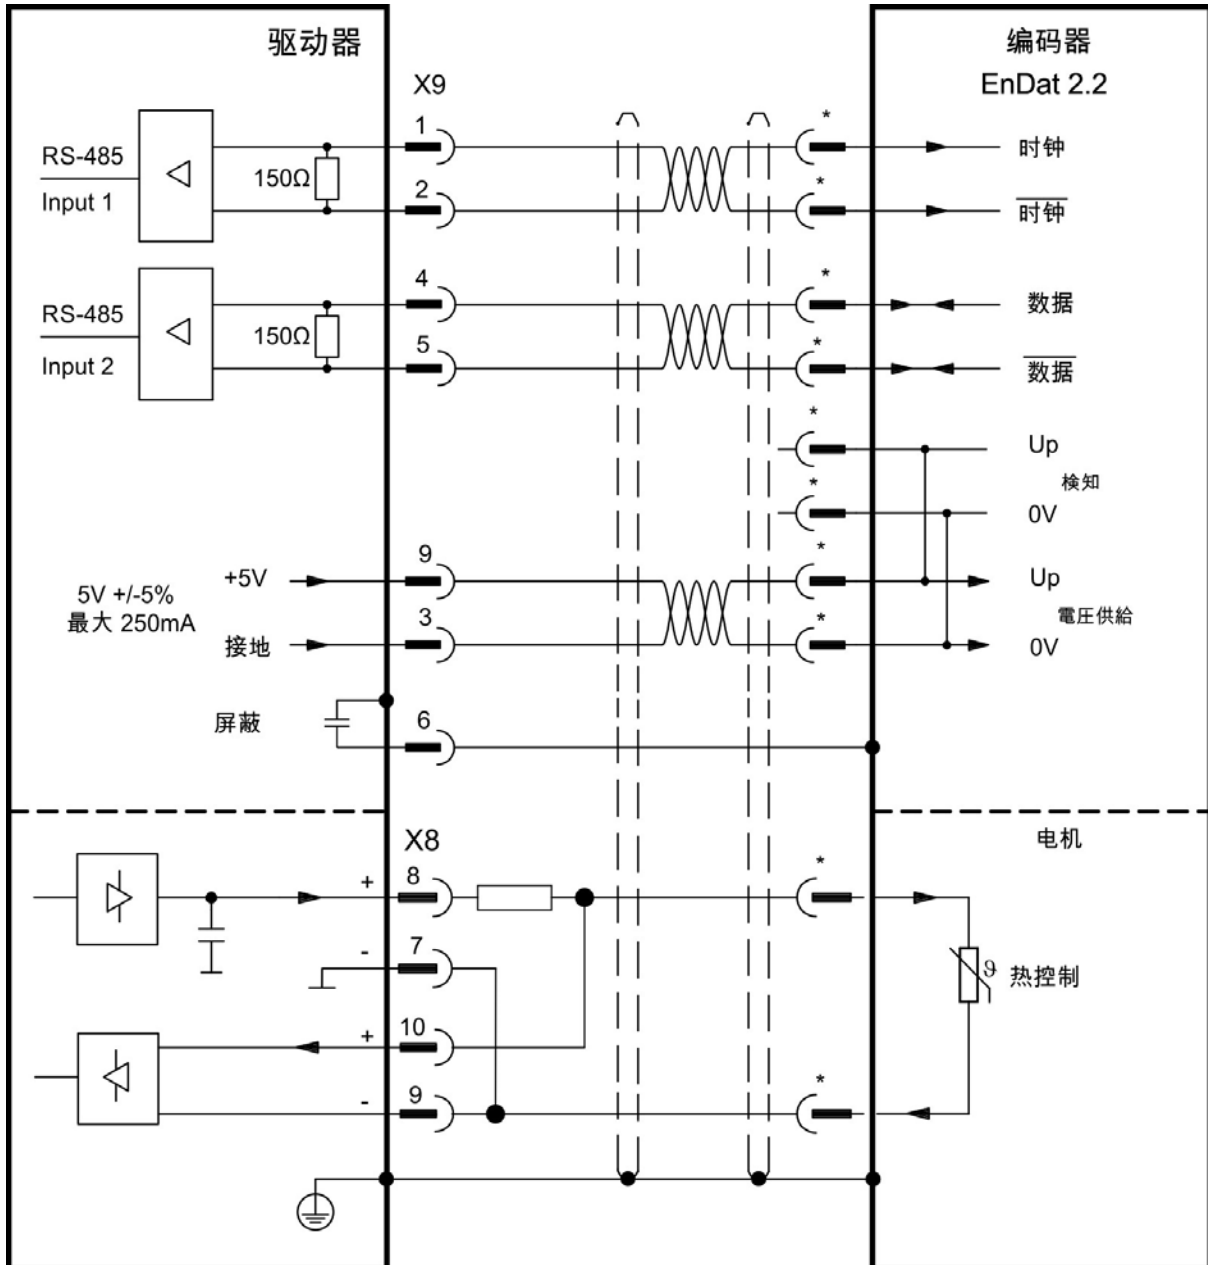 驱动器
编码器
EnDat 2.2
X9
1
*
RS-485
150Ω
时钟
Input 1
2
*
时钟
4
*
RS-485
150Ω
数据
Input 2
5
*
数据
*
Up
検知
*
0V
9
*
+5V
Up
5V +/-5%
最大 250mA
電圧供給
3
*
接地
0V
屏蔽
6
X8
电机
8
*
+
7
-
ϑ
热控制
10
+
9
*
-